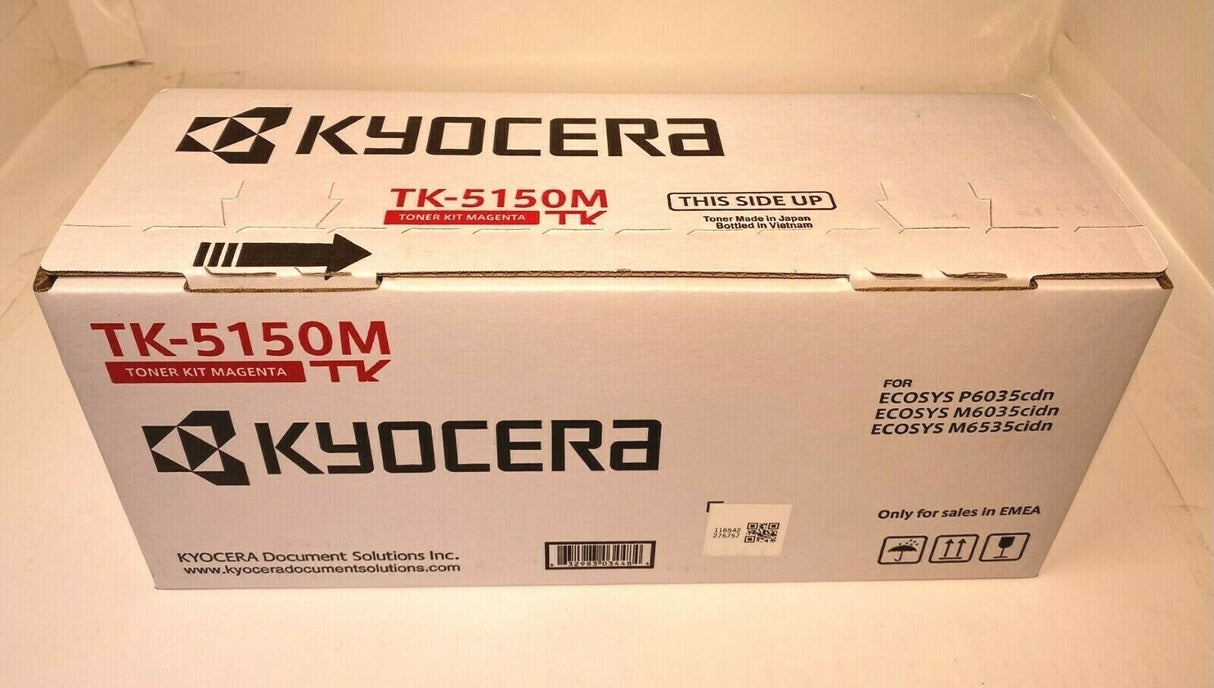 KYOCERA
TK-5150M
TONER KIT MAGENTA TK
THIS SIDE UP
Toner Made in Japan
Bottled in Vietnam
TK-5150M
TONER KIT MAGENTA TK
KYOCERA
FOR
ECOSYS P6035cdn
ECOSYS M6035cidn
ECOSYS M6535cidn
Only for sales in EMEA
116542
275757
KYOCERA Document Solutions Inc.
www.kyoceradocumentsolutions.com